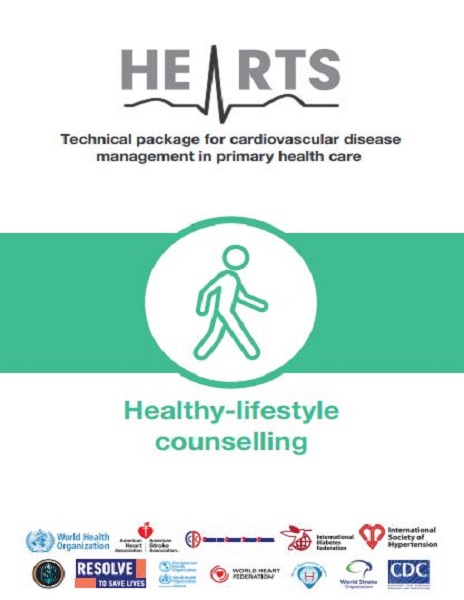 HEARTS
Technical package for cardiovascular disease
management in primary health care
Healthy-lifestyle
counselling
World Health
Organization
American
Heart
Association
American
Stroke
Association
International
Diabetes
Federation
International
Society of
Hypertension
RESOLVE
TO SAVE LIVES
WORLD HEART
FEDERATION
World Stroke
Organization
CDC